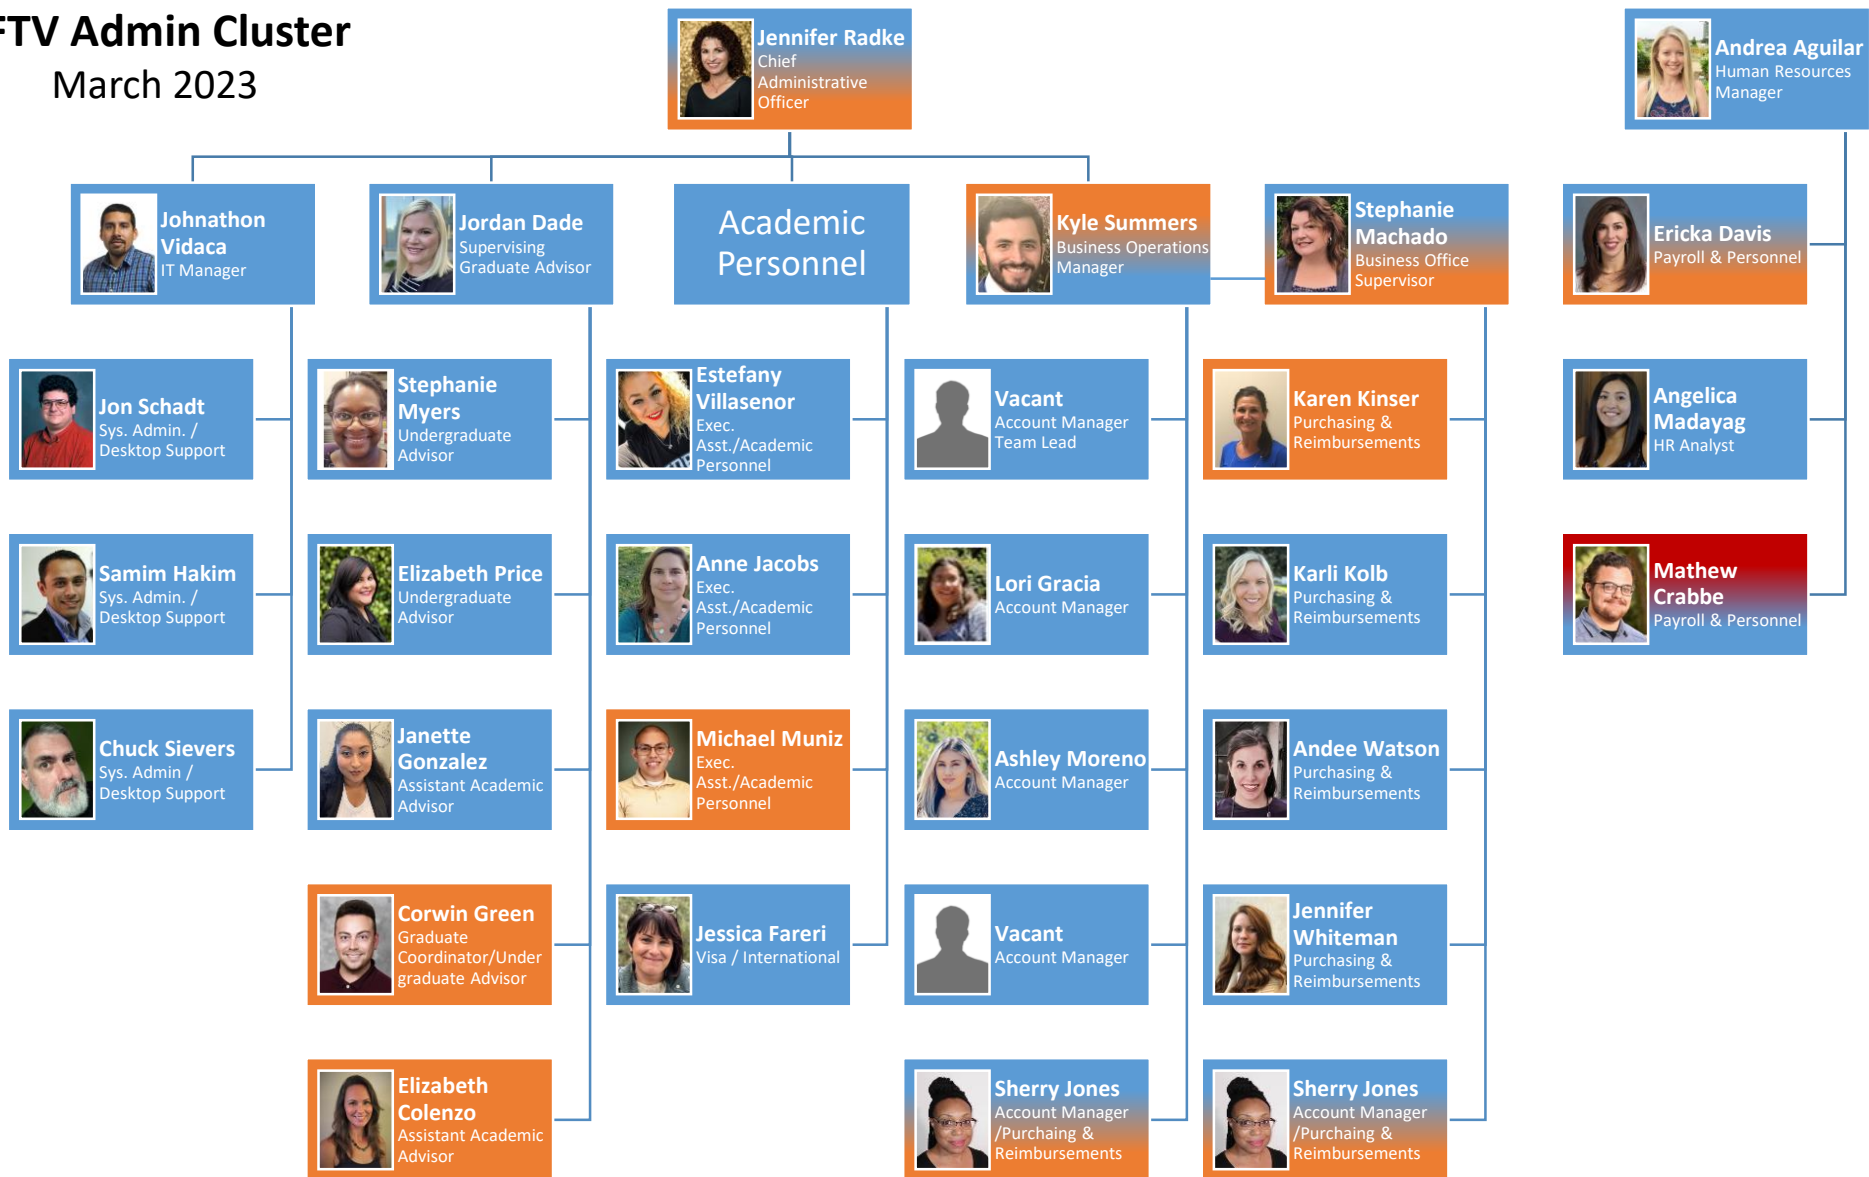 FTV Admin Cluster
March 2023
Jennifer Radke
Chief
Administrative
Officer
Andrea Aguilar
Human Resources
Manager
Johnathon
Vidaca
IT Manager
Jordan Dade
Supervising
Graduate Advisor
Academic
Personnel
Kyle Summers
Business Operations
Manager
Stephanie
Machado
Business Office
Supervisor
Ericka Davis
Payroll & Personnel
Jon Schadt
Sys. Admin. /
Desktop Support
Stephanie
Myers
Undergraduate
Advisor
Estefany
Villasenor
Exec.
Asst./Academic
Personnel
Vacant
Account Manager
Team Lead
Karen Kinser
Purchasing &
Reimbursements
Angelica
Madayag
HR Analyst
Samim Hakim
Sys. Admin. /
Desktop Support
Elizabeth Price
Undergraduate
Advisor
Anne Jacobs
Exec.
Asst./Academic
Personnel
Lori Gracia
Account Manager
Karli Kolb
Purchasing &
Reimbursements
Mathew
Crabbe
Payroll & Personnel
Chuck Sievers
Sys. Admin /
Desktop Support
Janette
Gonzalez
Assistant Academic
Advisor
Michael Muniz
Exec.
Asst./Academic
Personnel
Ashley Moreno
Account Manager
Andee Watson
Purchasing &
Reimbursements
Corwin Green
Graduate
Coordinator/Under
graduate Advisor
Jessica Fareri
Visa / International
Vacant
Account Manager
Jennifer
Whiteman
Purchasing &
Reimbursements
Elizabeth
Colenzo
Assistant Academic
Advisor
Sherry Jones
Account Manager
/Purchaing &
Reimbursements
Sherry Jones
Account Manager
/Purchaing &
Reimbursements